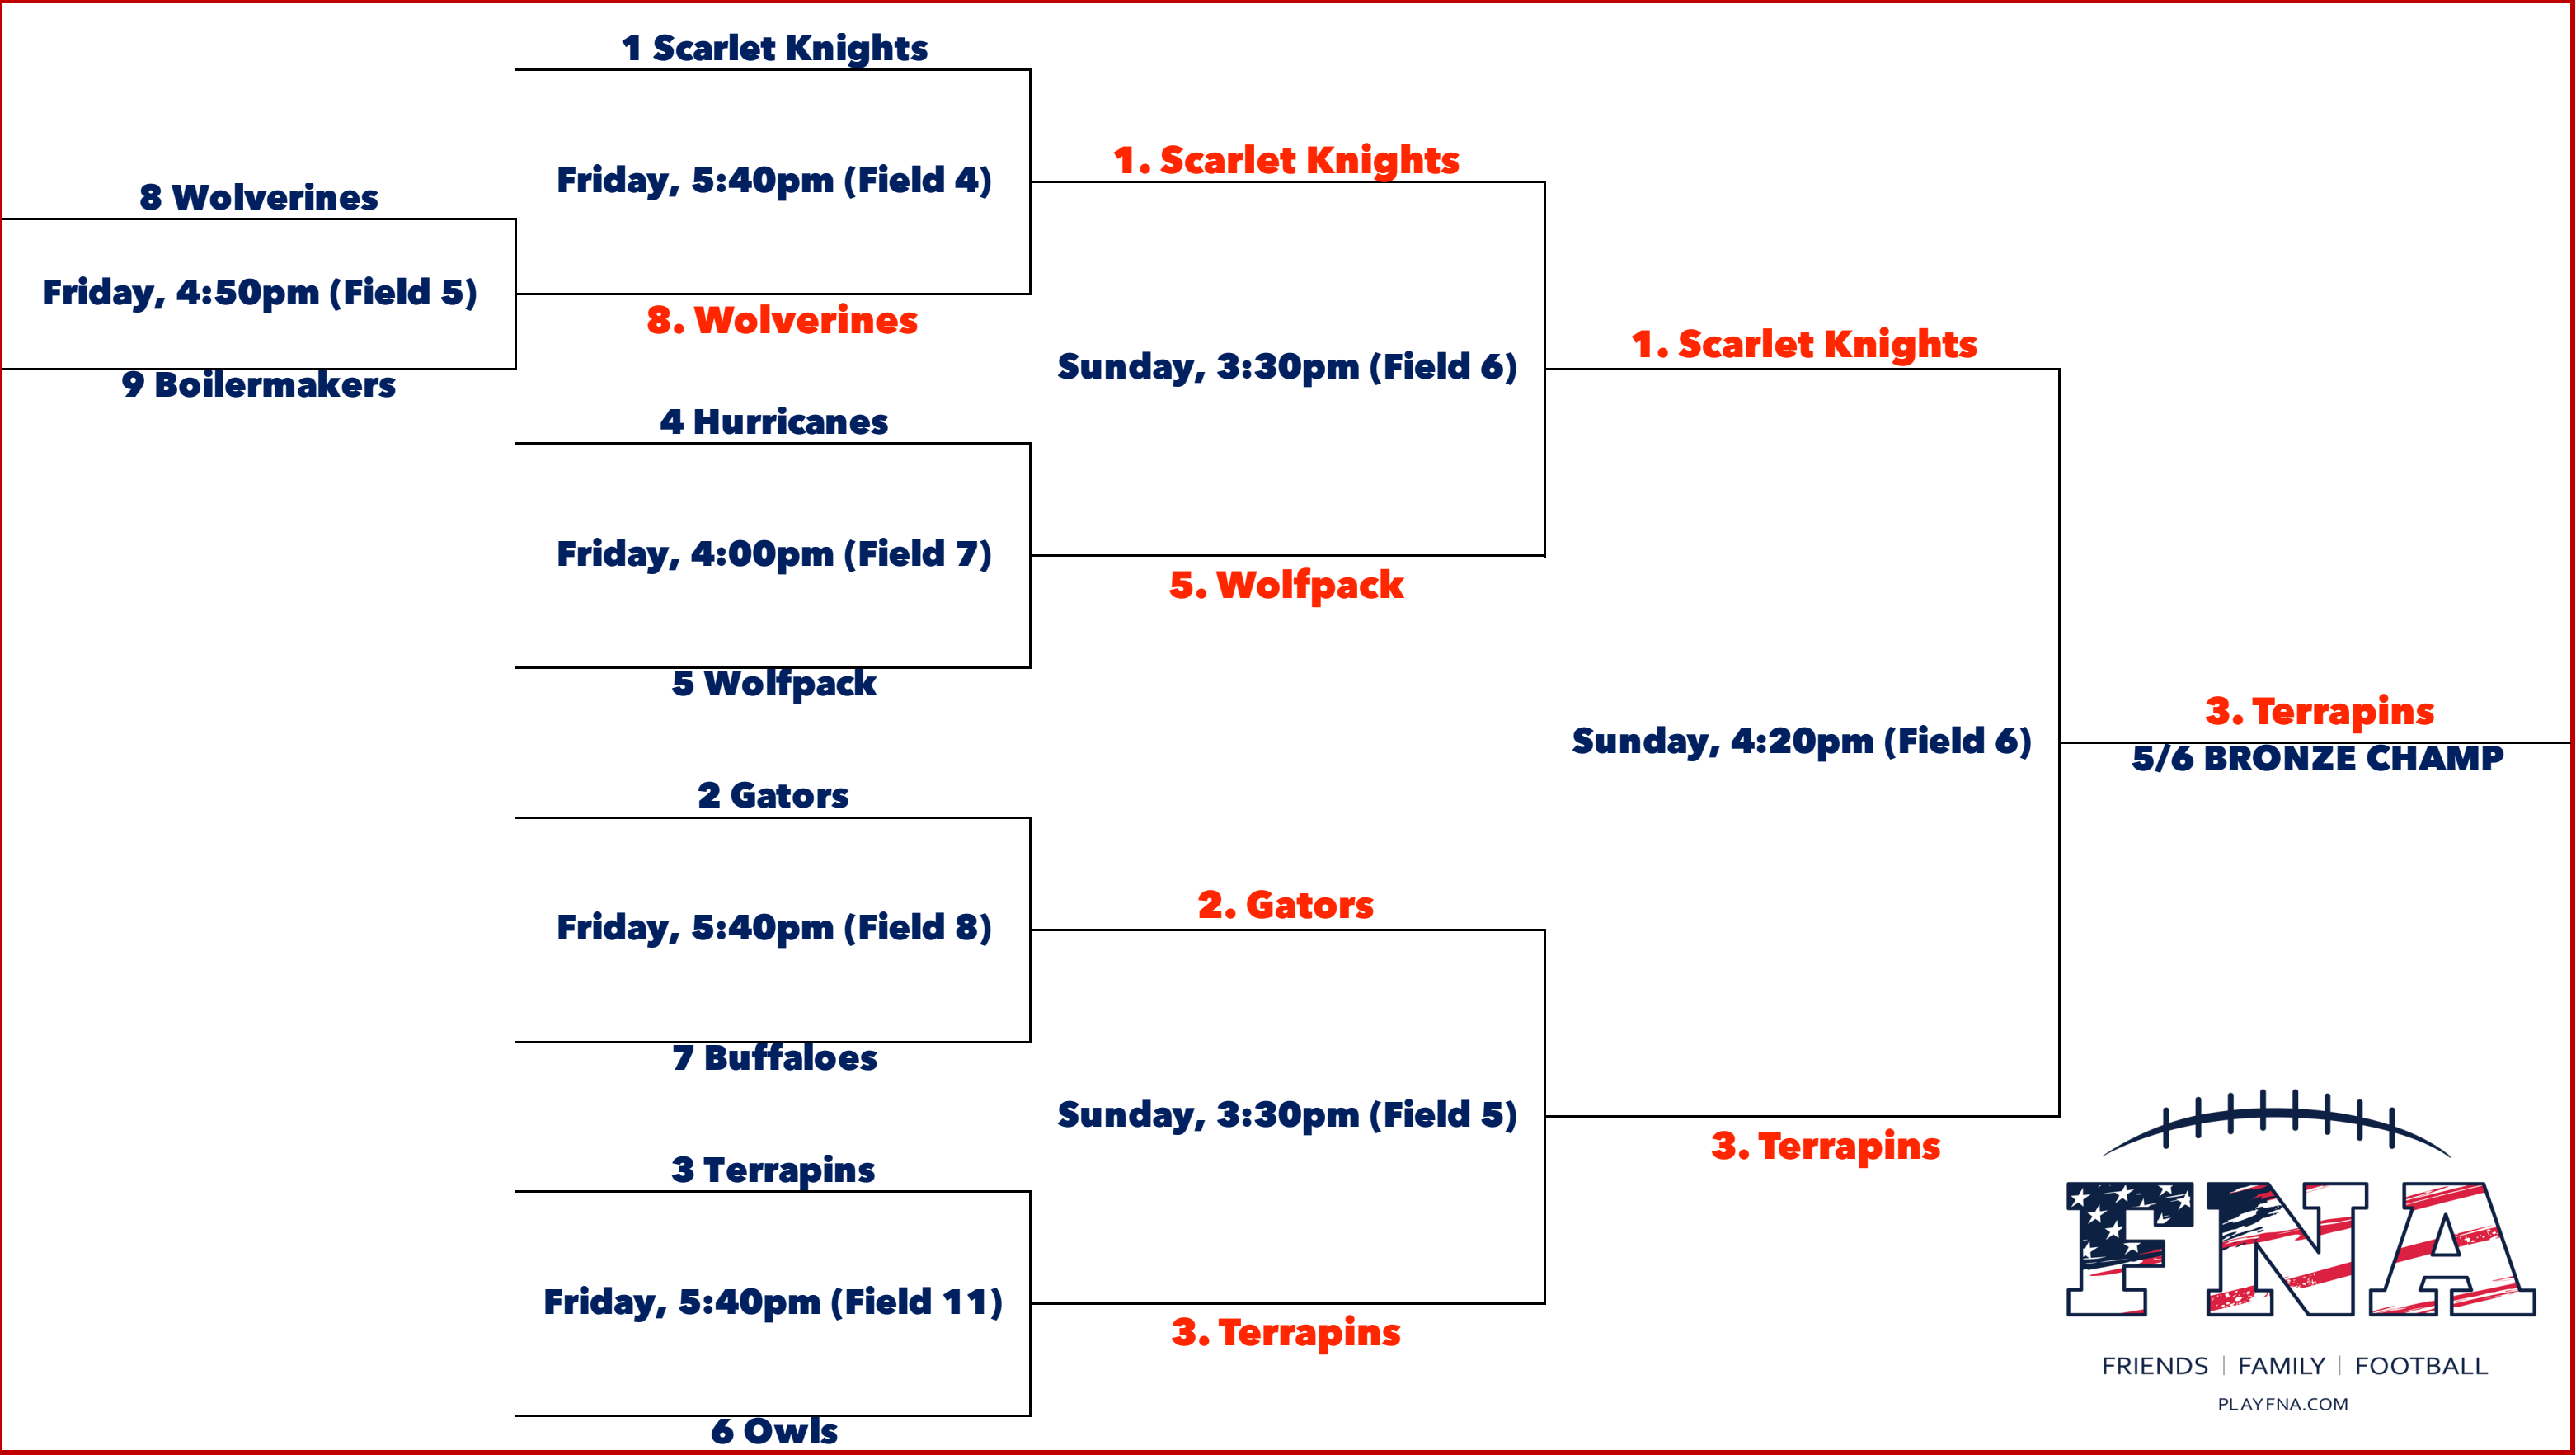 1 Scarlet Knights
Friday, 5:40pm (Field 4)
1. Scarlet Knights
8 Wolverines
Friday, 4:50pm (Field 5)
8. Wolverines
9 Boilermakers
Sunday, 3:30pm (Field 6)
1. Scarlet Knights
4 Hurricanes
Friday, 4:00pm (Field 7)
5. Wolfpack
5 Wolfpack
Sunday, 4:20pm (Field 6)
3. Terrapins
5/6 BRONZE CHAMP
2 Gators
Friday, 5:40pm (Field 8)
2. Gators
7 Buffaloes
Sunday, 3:30pm (Field 5)
3. Terrapins
3 Terrapins
Friday, 5:40pm (Field 11)
3. Terrapins
6 Owls
FNA
FRIENDS | FAMILY | FOOTBALL
PLAYFNA.COM